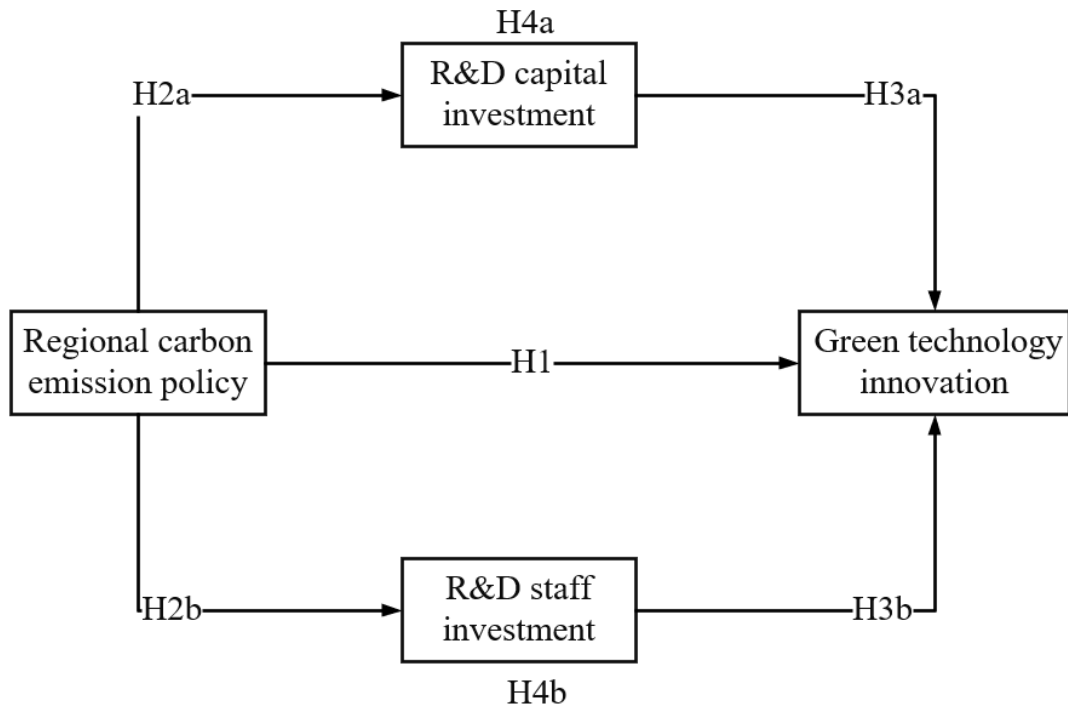 H4a
R&D capital
investment
H2a
H3a
Regional carbon
emission policy
H1
Green technology
innovation
R&D staff
investment
H2b
H3b
H4b